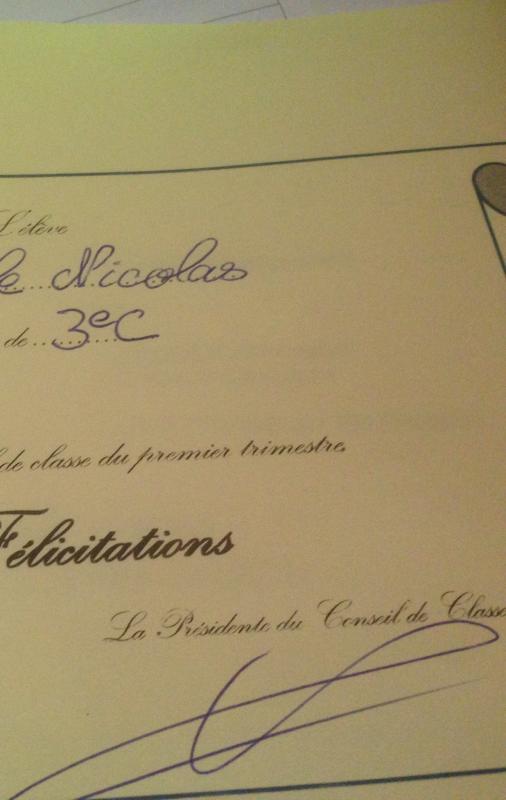 L'élève
Nicolas
de 3eC
de classe du premier trimestre
Félicitations
La Présidente du Conseil de Classe